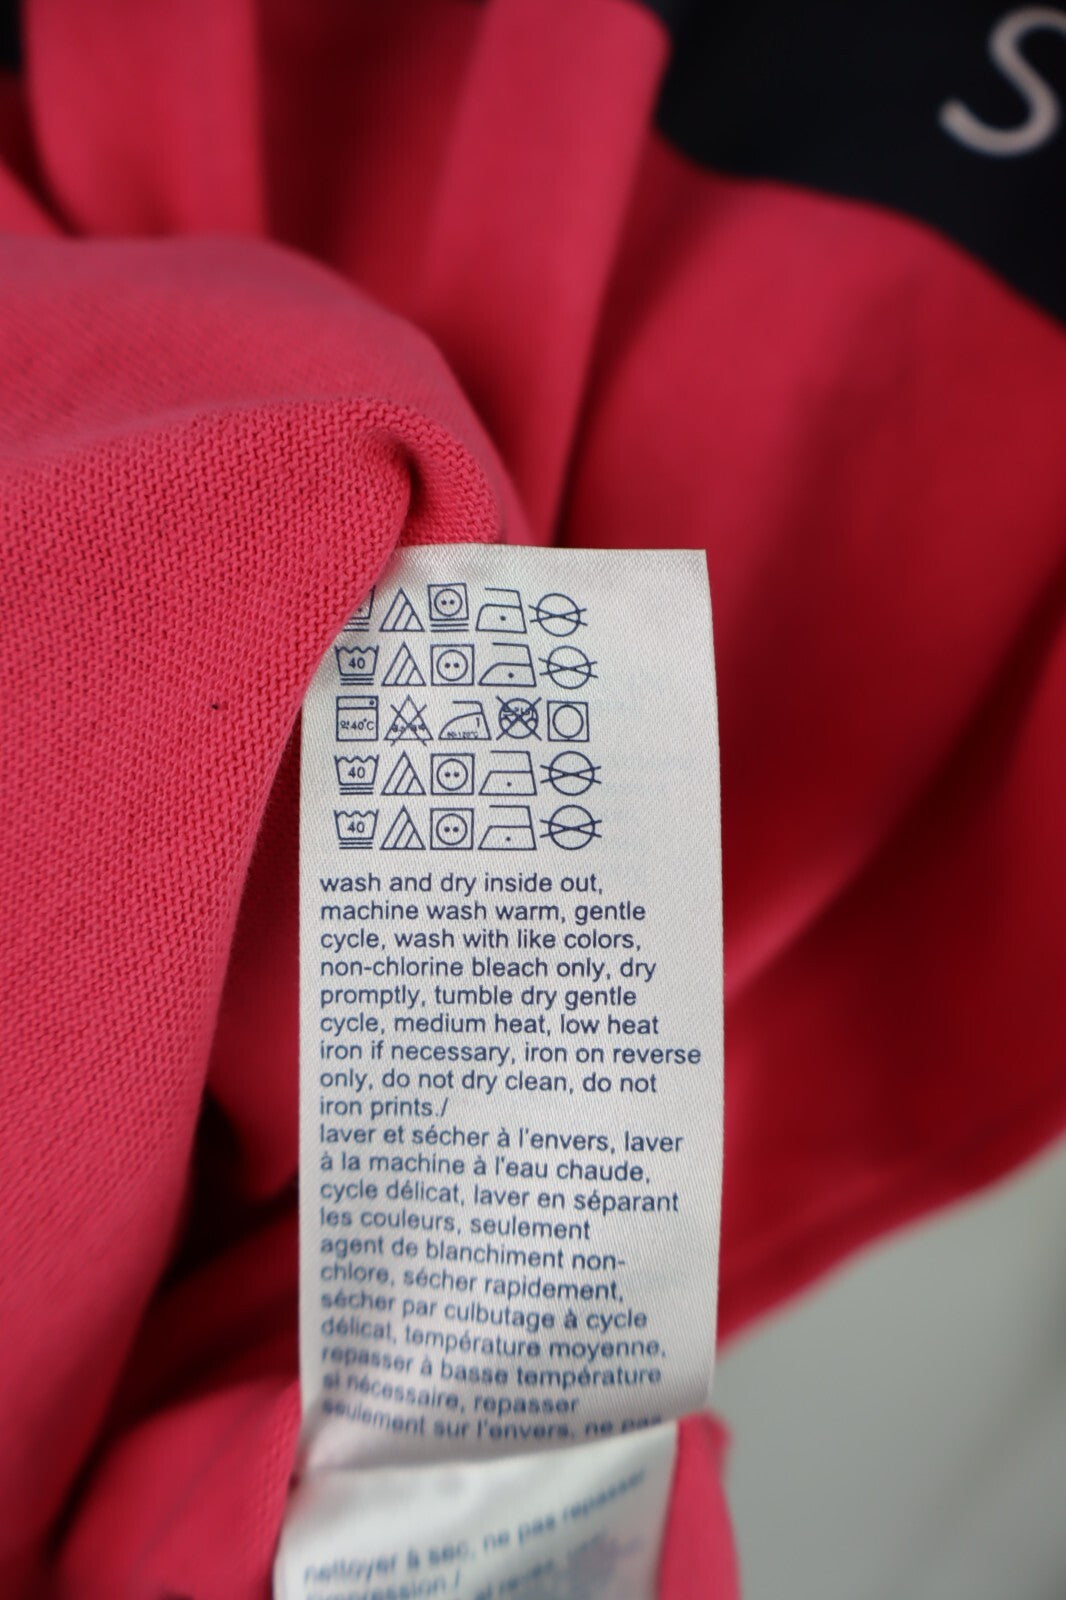 S
40
弱40°C
40
40
wash and dry inside out,
machine wash warm, gentle
cycle, wash with like colors,
non-chlorine bleach only, dry
promptly, tumble dry gentle
cycle, medium heat, low heat
iron if necessary, iron on reverse
only, do not dry clean, do not
iron prints./
laver et sécher à l'envers, laver
à la machine à l'eau chaude,
cycle délicat, laver en séparant
les couleurs, seulement
agent de blanchiment non-
chlore, sécher rapidement,
sécher par culbutage à cycle
délicat, température moyenne,
repasser à basse température
si nécessaire, repasser
seulement sur l'envers, ne pas
nettoyer à sec, ne pas repasser
l'impression /